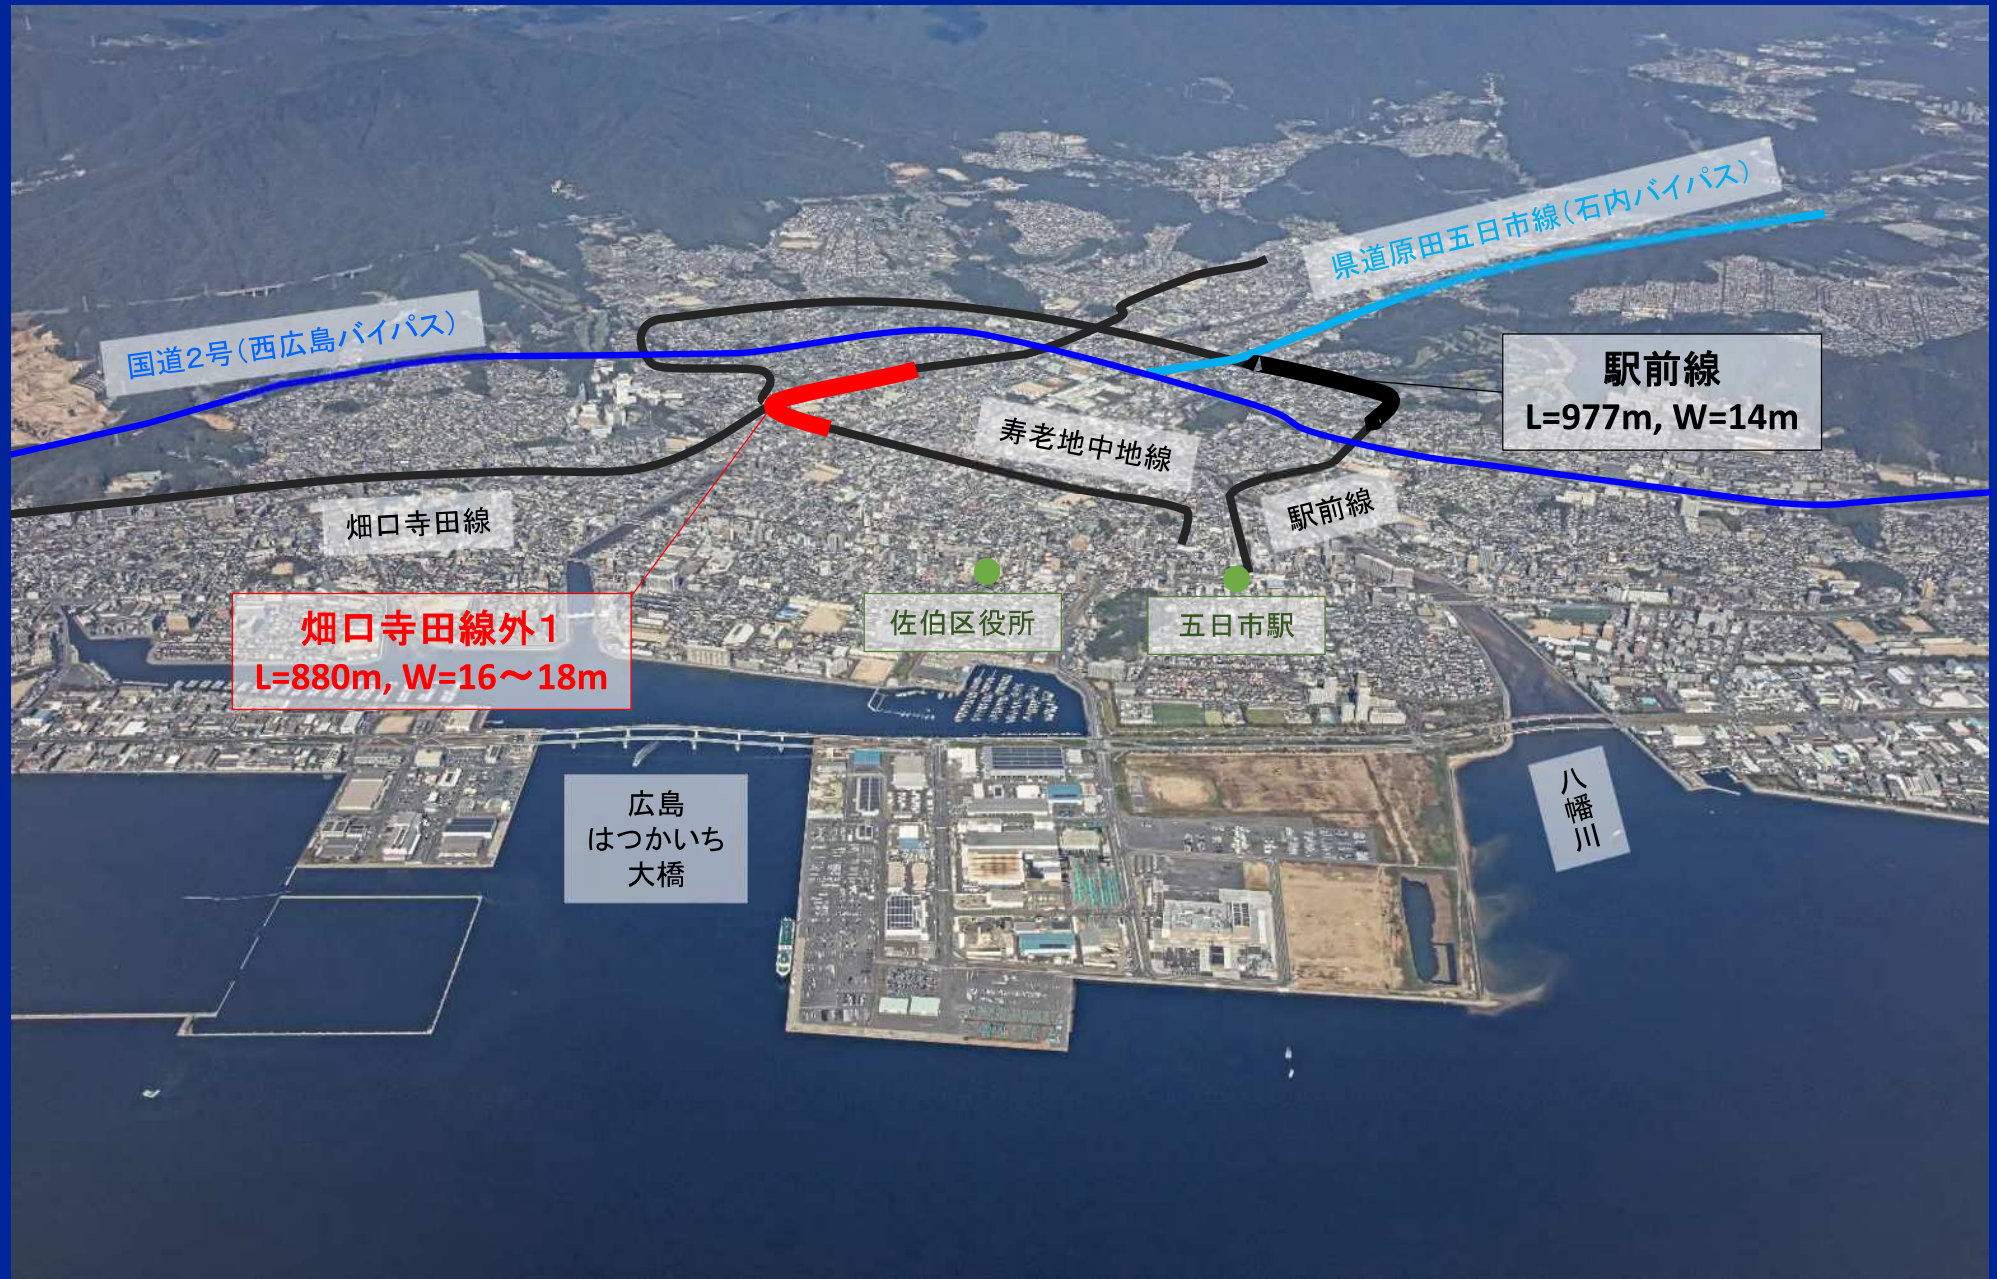 県道原田五日市線（石内バイパス）
国道2号（西広島バイパス）
駅前線
L=977m, W=14m
寿老地中地線
駅前線
畑口寺田線
畑口寺田線外1
L=880m, W=16～18m
佐伯区役所
五日市駅
広島
はつかいち
大橋
八幡川